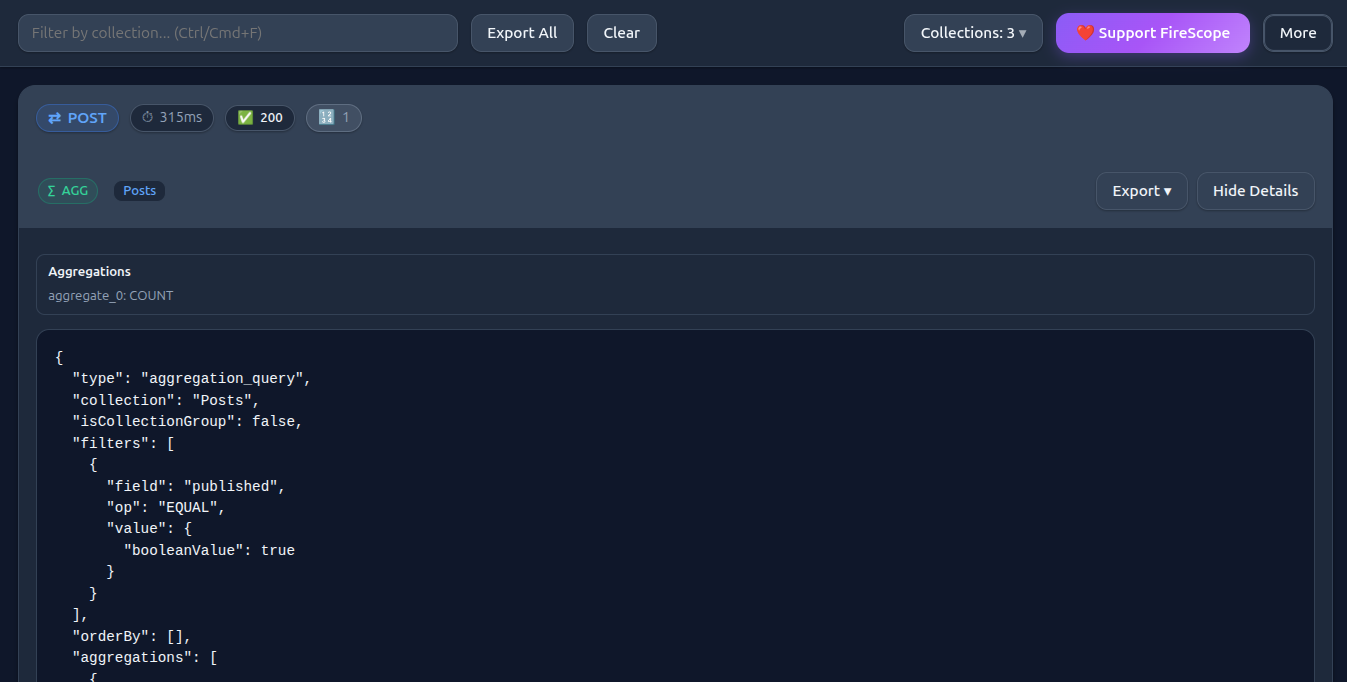 Filter by collection... (Ctrl/Cmd+F) Export All Clear Collections: 3 ▾ ❤️ Support FireScope More
⇄ POST ⏱ 315ms ✅ 200 🔢 1
Σ AGG Posts Export ▾ Hide Details
Aggregations
aggregate_0: COUNT
{
  "type": "aggregation_query",
  "collection": "Posts",
  "isCollectionGroup": false,
  "filters": [
    {
      "field": "published",
      "op": "EQUAL",
      "value": {
        "booleanValue": true
      }
    }
  ],
  "orderBy": [],
  "aggregations": [
    {